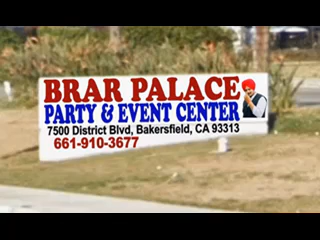 BRAR PALACE
PARTY & EVENT CENTER
7500 District Blvd, Bakersfield, CA 93313
661-910-3677